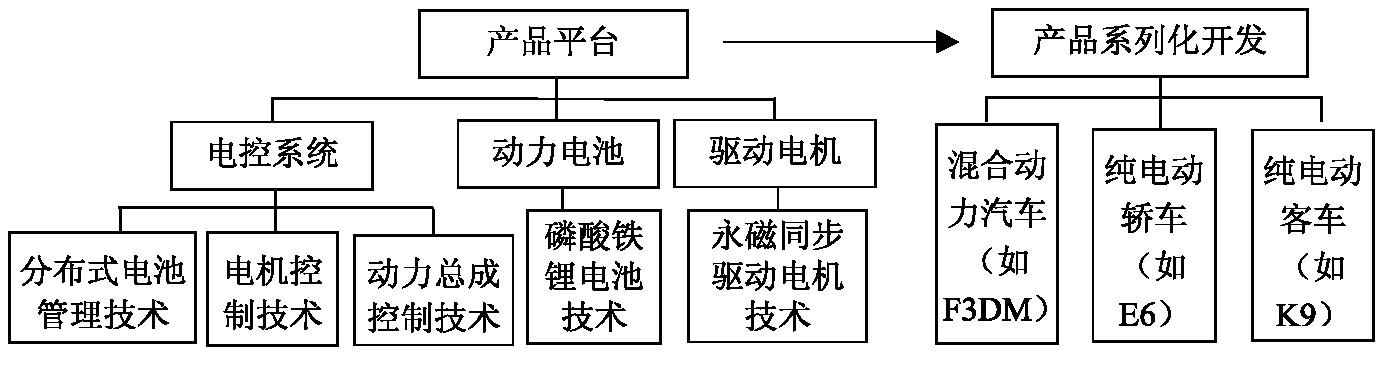 产品平台
产品系列化开发
电控系统
动力电池
驱动电机
分布式电池
管理技术
电机控
制技术
动力总成
控制技术
磷酸铁
锂电池
技术
永磁同步
驱动电机
技术
混合动
力汽车
（如
F3DM）
纯电动
轿车
（如
E6）
纯电动
客车
（如
K9）